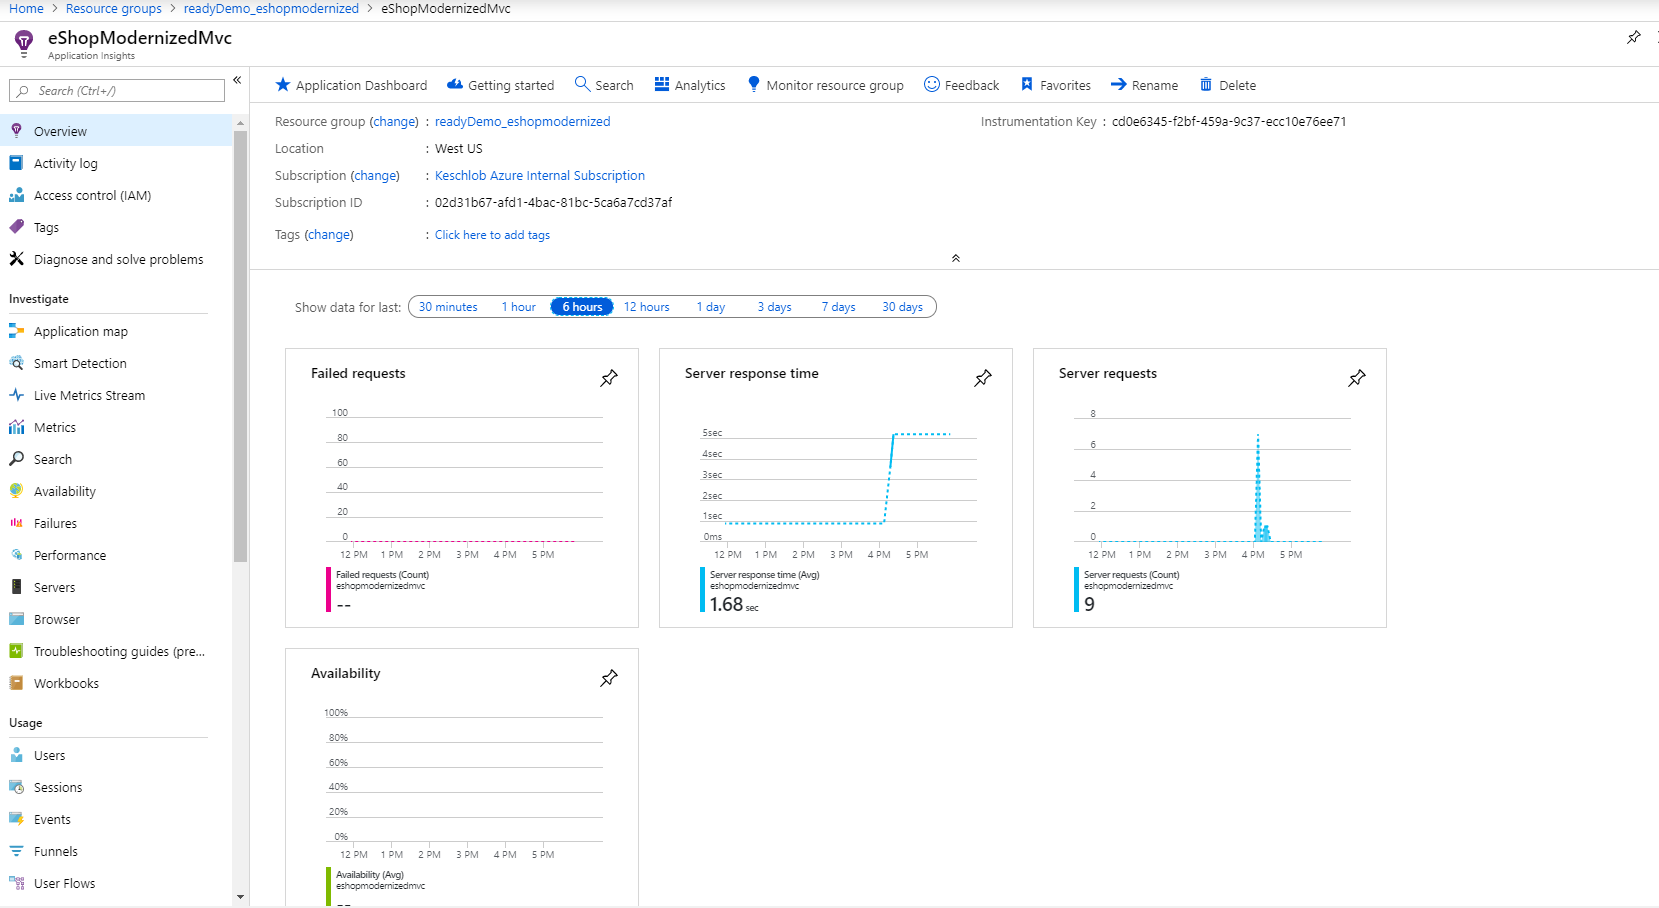 Home > Resource groups > readyDemo_eshopmodernized > eShopModernizedMvc
eShopModernizedMvc
Application Insights
Search (Ctrl+/)
«
Overview
Activity log
Access control (IAM)
Tags
Diagnose and solve problems
Investigate
Application map
Smart Detection
Live Metrics Stream
Metrics
Search
Availability
Failures
Performance
Servers
Browser
Troubleshooting guides (pre...
Workbooks
Usage
Users
Sessions
Events
Funnels
User Flows
Application Dashboard Getting started Search Analytics Monitor resource group Feedback Favorites Rename Delete
Resource group (change) : readyDemo_eshopmodernized
Location : West US
Subscription (change) : Keschlob Azure Internal Subscription
Subscription ID : 02d31b67-afd1-4bac-81bc-5ca6a7cd37af
Tags (change) : Click here to add tags
Instrumentation Key : cd0e6345-f2bf-459a-9c37-ecc10e76ee71
Show data for last: 30 minutes 1 hour 6 hours 12 hours 1 day 3 days 7 days 30 days
Failed requests
100
80
60
40
20
0
12 PM 1 PM 2 PM 3 PM 4 PM 5 PM
Failed requests (Count)
eshopmodernizedmvc
--
Server response time
5sec
4sec
3sec
2sec
1sec
0ms
12 PM 1 PM 2 PM 3 PM 4 PM 5 PM
Server response time (Avg)
eshopmodernizedmvc
1.68 sec
Server requests
8
6
4
2
0
12 PM 1 PM 2 PM 3 PM 4 PM 5 PM
Server requests (Count)
eshopmodernizedmvc
9
Availability
100%
80%
60%
40%
20%
0%
12 PM 1 PM 2 PM 3 PM 4 PM 5 PM
Availability (Avg)
eshopmodernizedmvc
--